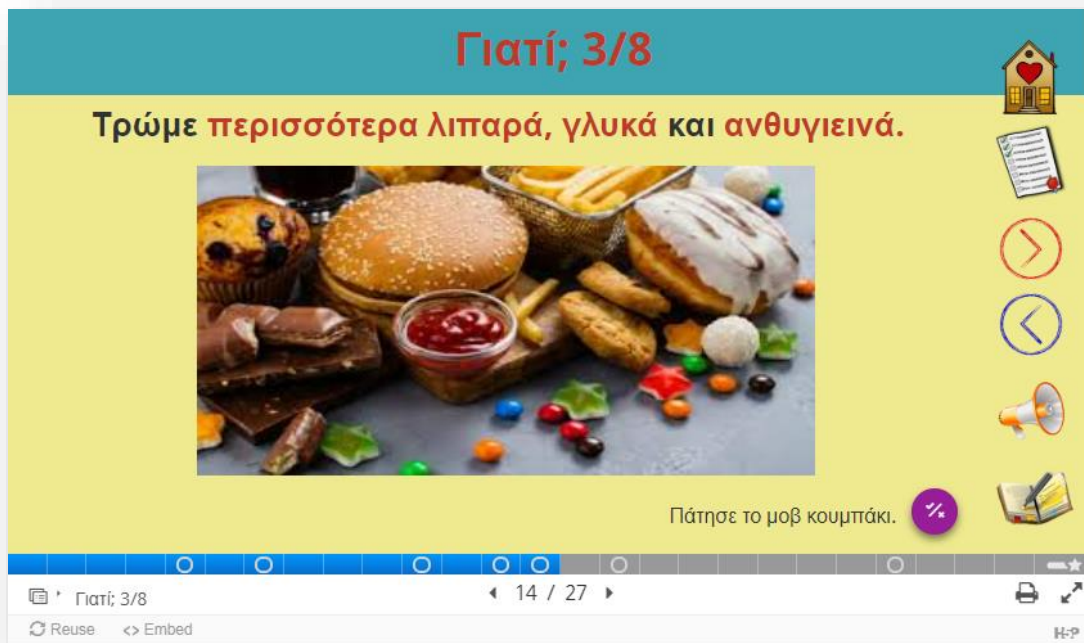 Γιατί; 3/8
Τρώμε περισσότερα λιπαρά, γλυκά και ανθυγιεινά.
Πάτησε το μοβ κουμπάκι.
Γιατί; 3/8
14 / 27
Reuse
<> Embed
H-P